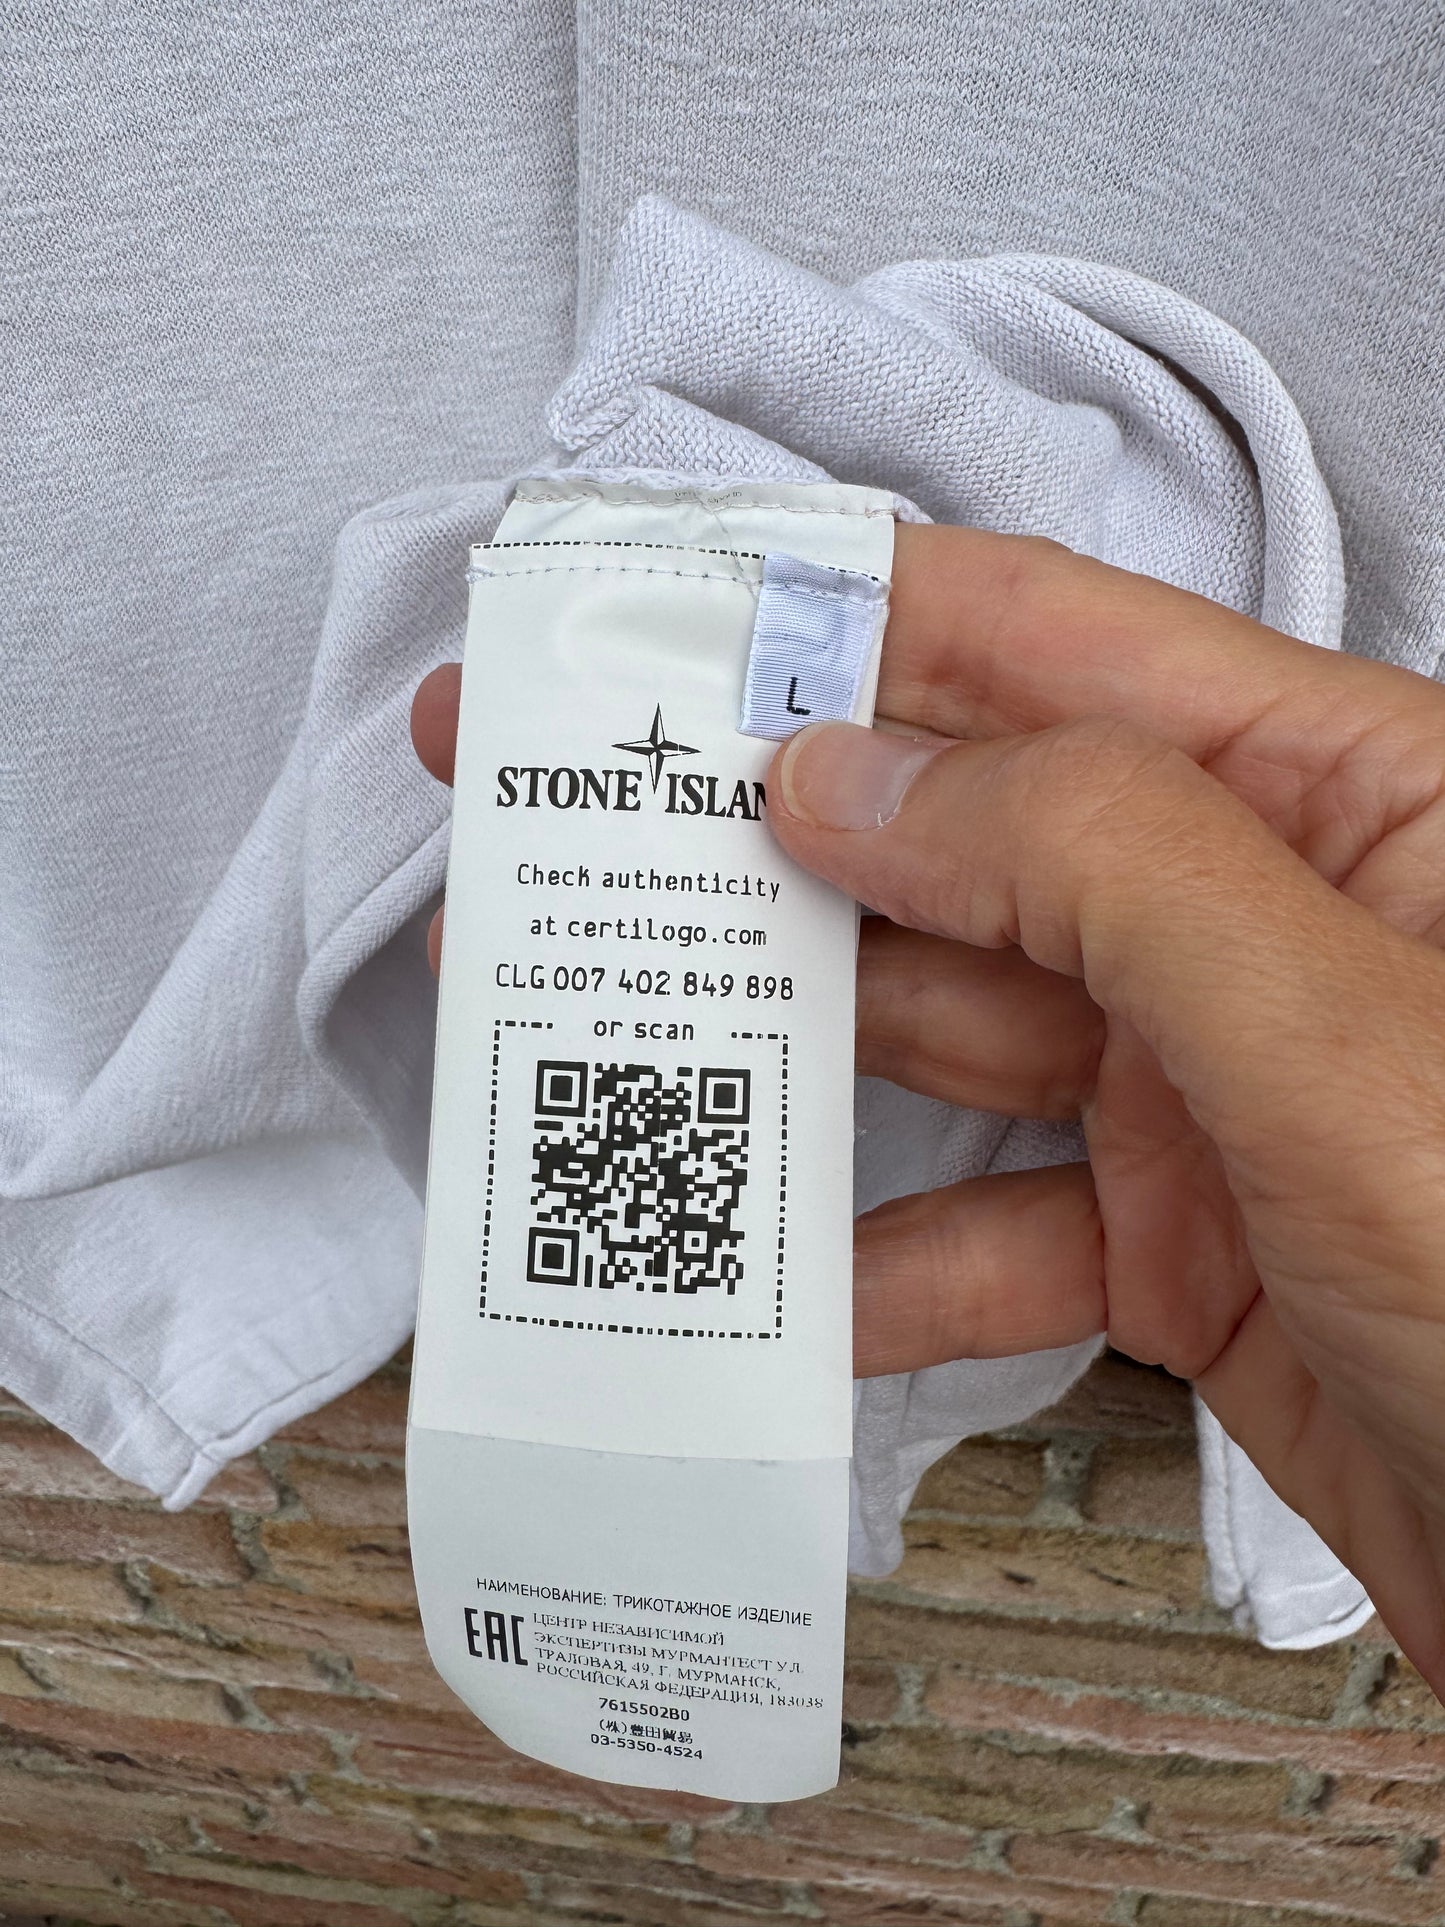 L
STONE ISLAN
Check authenticity
at certilogo.com
CLG 007 402 849 898
or scan
НАИМЕНОВАНИЕ: ТРИКОТАЖНОЕ ИЗДЕЛИЕ
EAC
ЦЕНТР НЕЗАВИСИМОЙ
ЭКСПЕРТИЗЫ МУРМАНТЕСТ УЛ.
ТРАЛОВАЯ, 49, Г. МУРМАНСК,
РОССИЙСКАЯ ФЕДЕРАЦИЯ, 183038
7615502B0
(株)豊田貿易
03-5350-4524